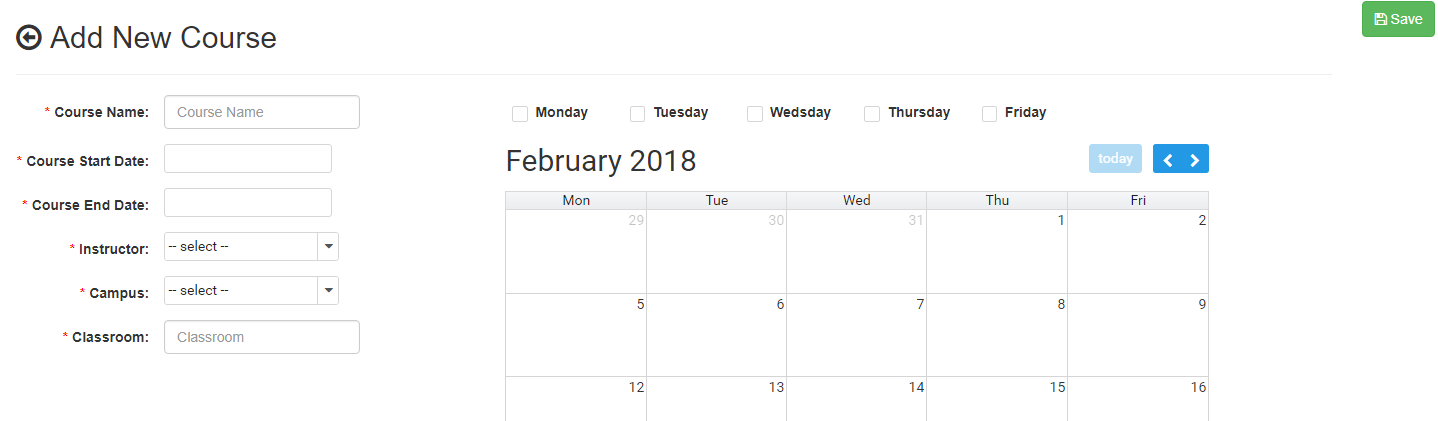 Save
Add New Course
* Course Name: Course Name
* Course Start Date:
* Course End Date:
* Instructor: -- select --
* Campus: -- select --
* Classroom: Classroom
Monday Tuesday Wedsday Thursday Friday
February 2018 today
Mon Tue Wed Thu Fri
29 30 31 1 2
5 6 7 8 9
12 13 14 15 16